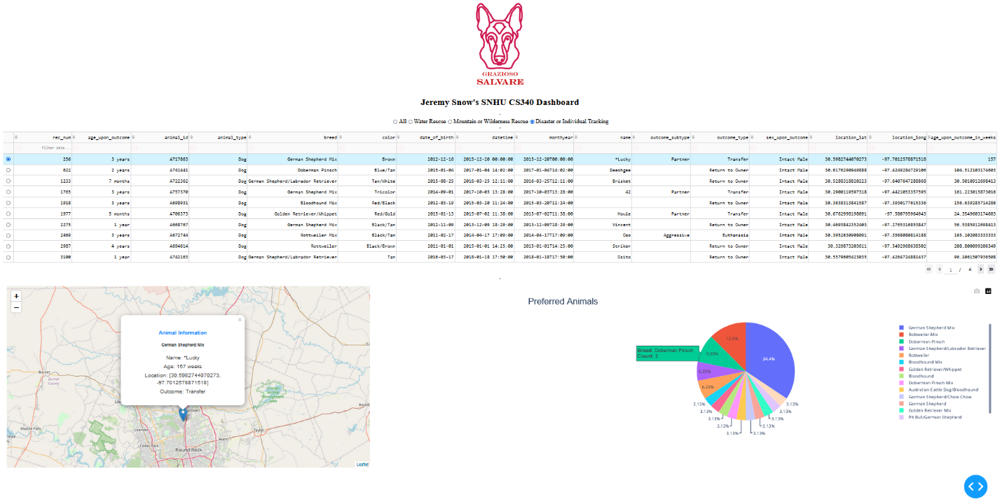 GRAZIOSO
SALVARE
Jeremy Snow's SNHU CS340 Dashboard
.
All Water Rescue Mountain or Wilderness Rescue Disaster or Individual Tracking
rec_num age_upon_outcome animal_id animal_type breed color date_of_birth datetime monthyear name outcome_subtype outcome_type sex_upon_outcome location_lat location_long age_upon_outcome_in_weeks
filter data...
256 3 years A717863 Dog German Shepherd Mix Brown 2012-12-16 2015-12-20 00:00:00 2015-12-20T00:00:00 *Lucky Partner Transfer Intact Male 30.5982744070273 -97.7012578871518 157
622 2 years A741441 Dog Doberman Pinsch Blue/Tan 2015-01-04 2017-01-04 14:02:00 2017-01-04T14:02:00 Deeohgee Return to Owner Intact Male 30.6176290949888 -97.4249284729106 104.512103174603
1233 7 months A722362 Dog German Shepherd/Labrador Retriever Tan/White 2015-08-25 2016-03-25 12:11:00 2016-03-25T12:11:00 Brisket Return to Owner Intact Male 30.5288318820223 -97.6407647288868 30.5010912698413
1765 3 years A757370 Dog German Shepherd Mix Tricolor 2014-09-01 2017-10-03 13:28:00 2017-10-03T13:28:00 42 Partner Transfer Intact Male 30.2900119597318 -97.4421053357595 161.223015873016
1918 3 years A698931 Dog Bloodhound Mix Red/Black 2012-03-19 2015-03-20 11:24:00 2015-03-20T11:24:00 Return to Owner Intact Male 30.3638313841587 -97.3930177615336 156.639285714286
1977 5 months A706373 Dog Golden Retriever/Whippet Red/Gold 2015-01-13 2015-07-02 11:38:00 2015-07-02T11:38:00 Howie Partner Transfer Intact Male 30.6762998198091 -97.580795964943 24.3549603174603
2275 1 year A668767 Dog German Shepherd Mix Black/Tan 2012-11-09 2013-12-09 18:29:00 2013-12-09T18:29:00 Vincent Return to Owner Intact Male 30.4693842352403 -97.2765316853847 56.5385912698413
2469 3 years A672744 Dog Rottweiler Mix Black/Tan 2011-02-17 2014-04-17 17:09:00 2014-04-17T17:09:00 Oso Aggressive Euthanasia Intact Male 30.3952630908091 -97.3568080814188 165.102083333333
2987 4 years A694614 Dog Rottweiler Black/Brown 2011-01-01 2015-01-01 14:25:00 2015-01-01T14:25:00 Striker Return to Owner Intact Male 30.329873203611 -97.5492968638502 208.800099206349
3100 1 year A742163 Dog German Shepherd/Labrador Retriever Tan 2016-03-17 2018-01-18 17:50:00 2018-01-18T17:50:00 Osito Return to Owner Intact Male 30.5579605423035 -97.4264724881437 96.1061507936508
« ‹ 1 / 4 › »
+
−
×
Animal Information
German Shepherd Mix
Name: *Lucky
Age: 157 weeks
Location: [30.5982744070273,
-97.7012578871518]
Outcome: Transfer
Burnet
Burnet
County
Granger
Wildlife
Management
Area
Marble Falls
Leander
Cedar Park
Hutto
Taylor
Round Rock
Leaflet
Preferred Animals
Breed: Doberman Pinsch
Count: 3
34.4%
12.5%
9.38%
6.25%
6.25%
3.13%
3.13%
3.13%
3.13%
3.13%
3.13%
3.13%
3.13%
3.13%
3.13%
German Shepherd Mix
Rottweiler Mix
Doberman Pinsch
German Shepherd/Labrador Retriever
Rottweiler
Bloodhound Mix
Golden Retriever/Whippet
Bloodhound
Doberman Pinsch Mix
Australian Cattle Dog/Bloodhound
German Shepherd/Chow Chow
German Shepherd
Golden Retriever Mix
Pit Bull/German Shepherd